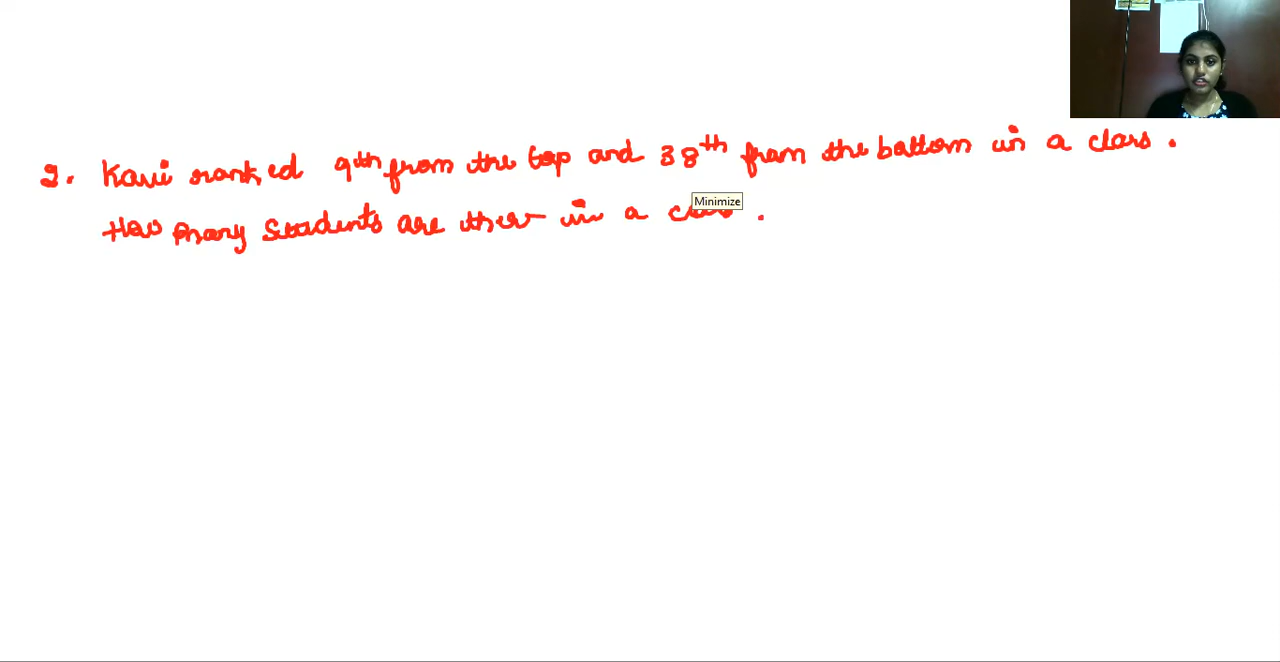 2. Kavi ranked 9th from the top and 38th from the bottom in a class.
Minimize
How many students are there in a class.